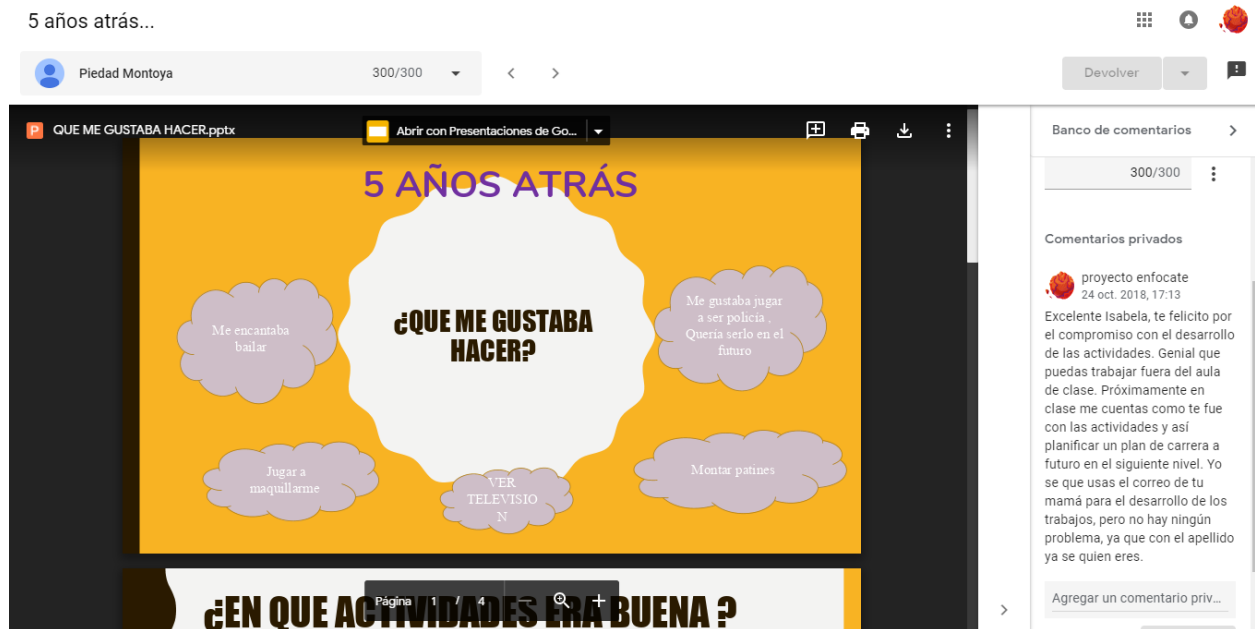 5 años atrás...
Piedad Montoya
300/300
Devolver
QUE ME GUSTABA HACER.pptx
Abrir con Presentaciones de Go...
5 AÑOS ATRÁS
Me encantaba
bailar
¿QUE ME GUSTABA
HACER?
Me gustaba jugar
a ser policía ,
Quería serlo en el
futuro
Jugar a
maquillarme
VER
TELEVISIO
N
Montar patines
¿EN QUE ACTIVIDADES ERA BUENA ?
Página 1 / 4
Banco de comentarios
300/300
Comentarios privados
proyecto enfocate
24 oct. 2018, 17:13
Excelente Isabela, te felicito por
el compromiso con el desarrollo
de las actividades. Genial que
puedas trabajar fuera del aula
de clase. Próximamente en
clase me cuentas como te fue
con las actividades y así
planificar un plan de carrera a
futuro en el siguiente nivel. Yo
se que usas el correo de tu
mamá para el desarrollo de los
trabajos, pero no hay ningún
problema, ya que con el apellido
ya se quien eres.
Agregar un comentario priv...